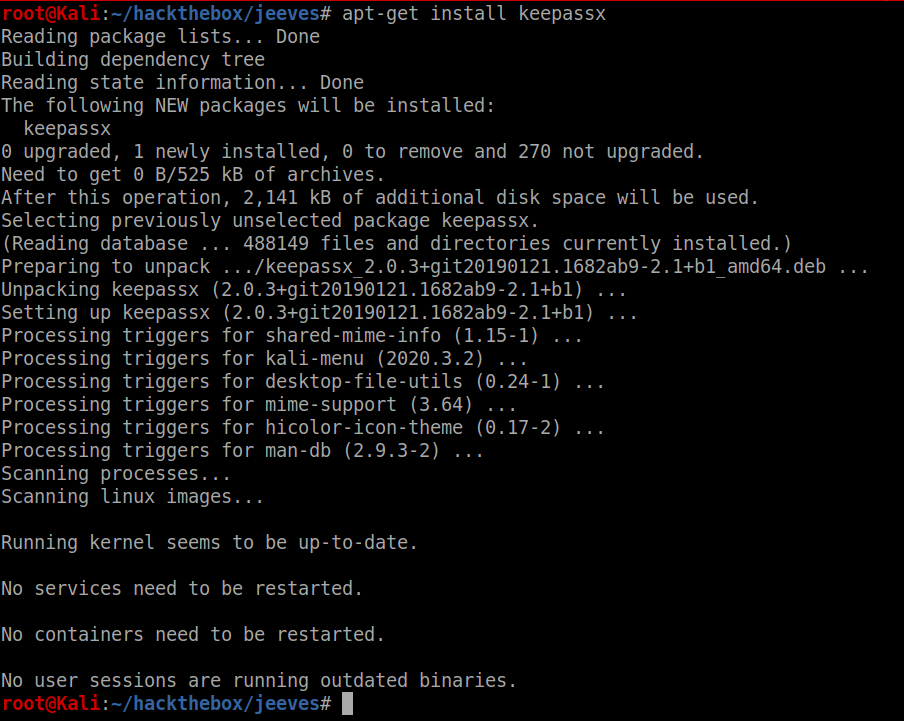 root@Kali:~/hackthebox/jeeves# apt-get install keepassx
Reading package lists... Done
Building dependency tree
Reading state information... Done
The following NEW packages will be installed:
  keepassx
0 upgraded, 1 newly installed, 0 to remove and 270 not upgraded.
Need to get 0 B/525 kB of archives.
After this operation, 2,141 kB of additional disk space will be used.
Selecting previously unselected package keepassx.
(Reading database ... 488149 files and directories currently installed.)
Preparing to unpack .../keepassx_2.0.3+git20190121.1682ab9-2.1+b1_amd64.deb ...
Unpacking keepassx (2.0.3+git20190121.1682ab9-2.1+b1) ...
Setting up keepassx (2.0.3+git20190121.1682ab9-2.1+b1) ...
Processing triggers for shared-mime-info (1.15-1) ...
Processing triggers for kali-menu (2020.3.2) ...
Processing triggers for desktop-file-utils (0.24-1) ...
Processing triggers for mime-support (3.64) ...
Processing triggers for hicolor-icon-theme (0.17-2) ...
Processing triggers for man-db (2.9.3-2) ...
Scanning processes...
Scanning linux images...

Running kernel seems to be up-to-date.

No services need to be restarted.

No containers need to be restarted.

No user sessions are running outdated binaries.
root@Kali:~/hackthebox/jeeves#